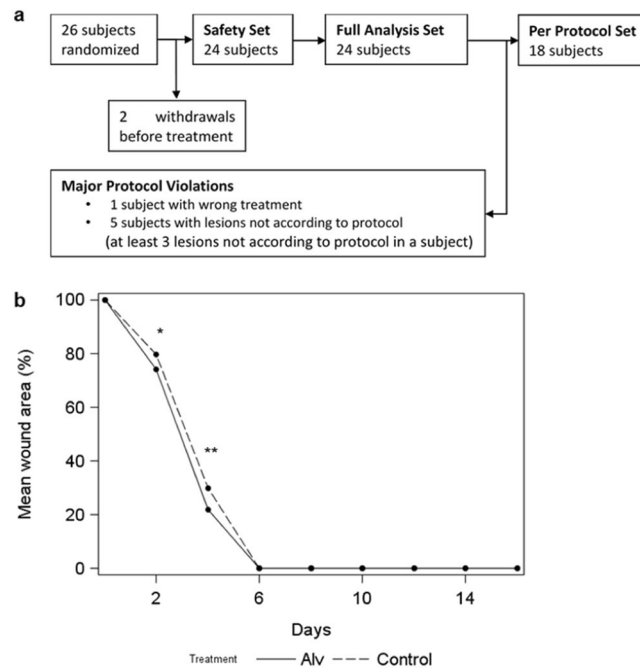 a
26 subjects
randomized
Safety Set
24 subjects
Full Analysis Set
24 subjects
Per Protocol Set
18 subjects
2 withdrawals
before treatment
Major Protocol Violations
• 1 subject with wrong treatment
• 5 subjects with lesions not according to protocol
(at least 3 lesions not according to protocol in a subject)
b
Mean wound area (%)
100
80
60
40
20
0
*
**
2
6
10
14
Days
Treatment Alv Control